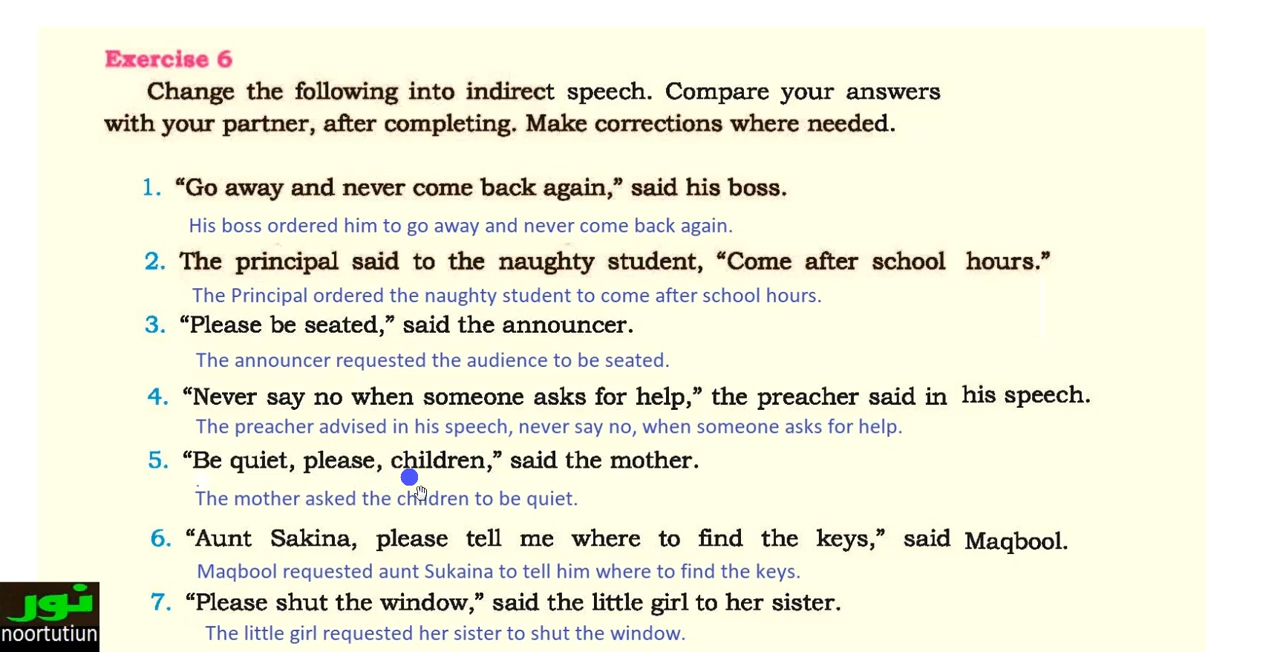 Exercise 6
Change the following into indirect speech. Compare your answers
with your partner, after completing. Make corrections where needed.
1. “Go away and never come back again,” said his boss.
His boss ordered him to go away and never come back again.
2. The principal said to the naughty student, “Come after school hours.”
The Principal ordered the naughty student to come after school hours.
3. “Please be seated,” said the announcer.
The announcer requested the audience to be seated.
4. “Never say no when someone asks for help,” the preacher said in his speech.
The preacher advised in his speech, never say no, when someone asks for help.
5. “Be quiet, please, children,” said the mother.
The mother asked the children to be quiet.
6. “Aunt Sakina, please tell me where to find the keys,” said Maqbool.
Maqbool requested aunt Sukaina to tell him where to find the keys.
7. “Please shut the window,” said the little girl to her sister.
The little girl requested her sister to shut the window.
نور
noortutiun